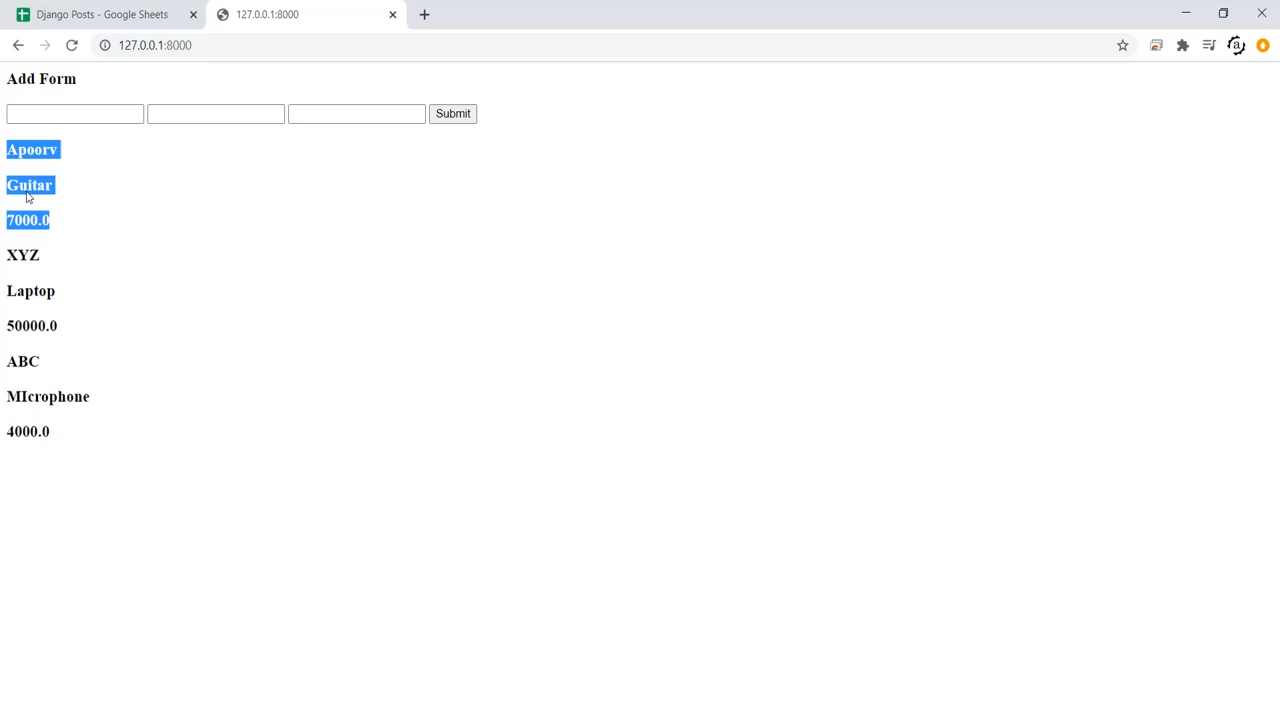 Django Posts - Google Sheets
127.0.0.1:8000
127.0.0.1:8000
Add Form
Submit
Apoorv
Guitar
7000.0
XYZ
Laptop
50000.0
ABC
MIcrophone
4000.0